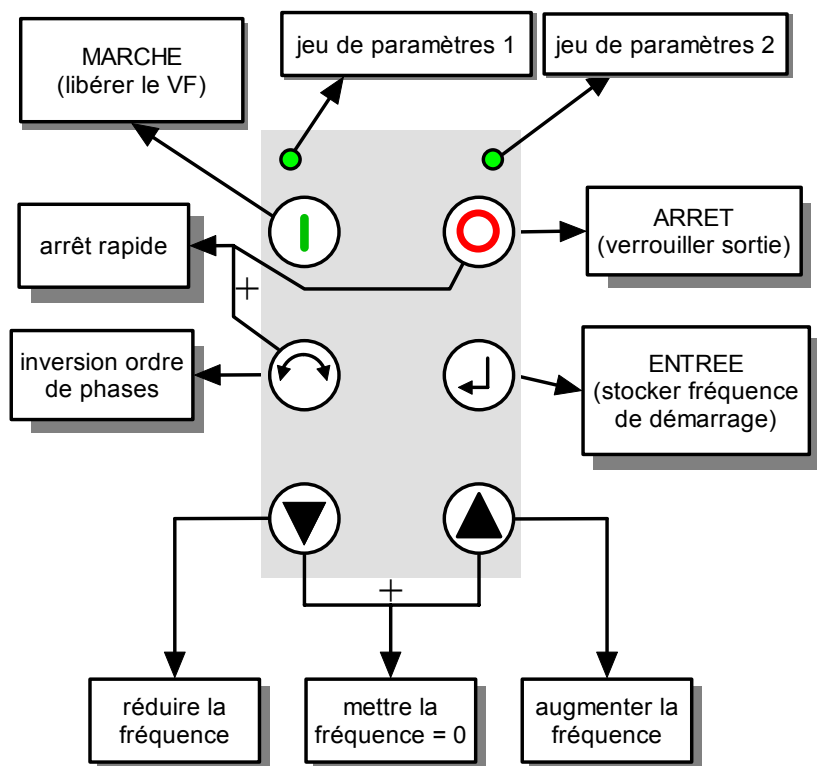 MARCHE
(libérer le VF)
jeu de paramètres 1
jeu de paramètres 2
arrêt rapide
+
ARRET
(verrouiller sortie)
inversion ordre
de phases
ENTREE
(stocker fréquence
de démarrage)
+
réduire la
fréquence
mettre la
fréquence = 0
augmenter la
fréquence